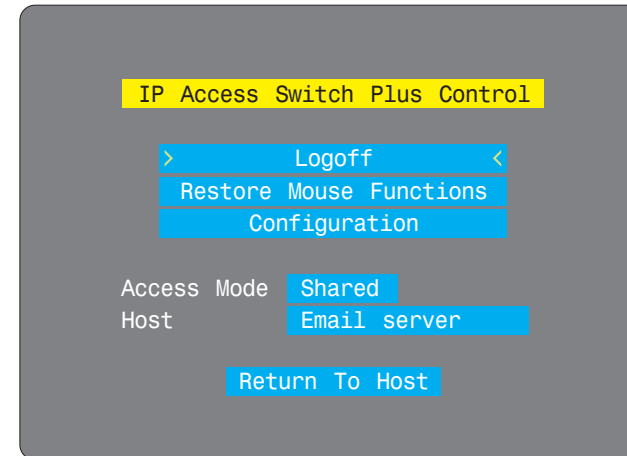 IP Access Switch Plus Control
> Logoff <
Restore Mouse Functions
Configuration
Access Mode Shared
Host Email server
Return To Host